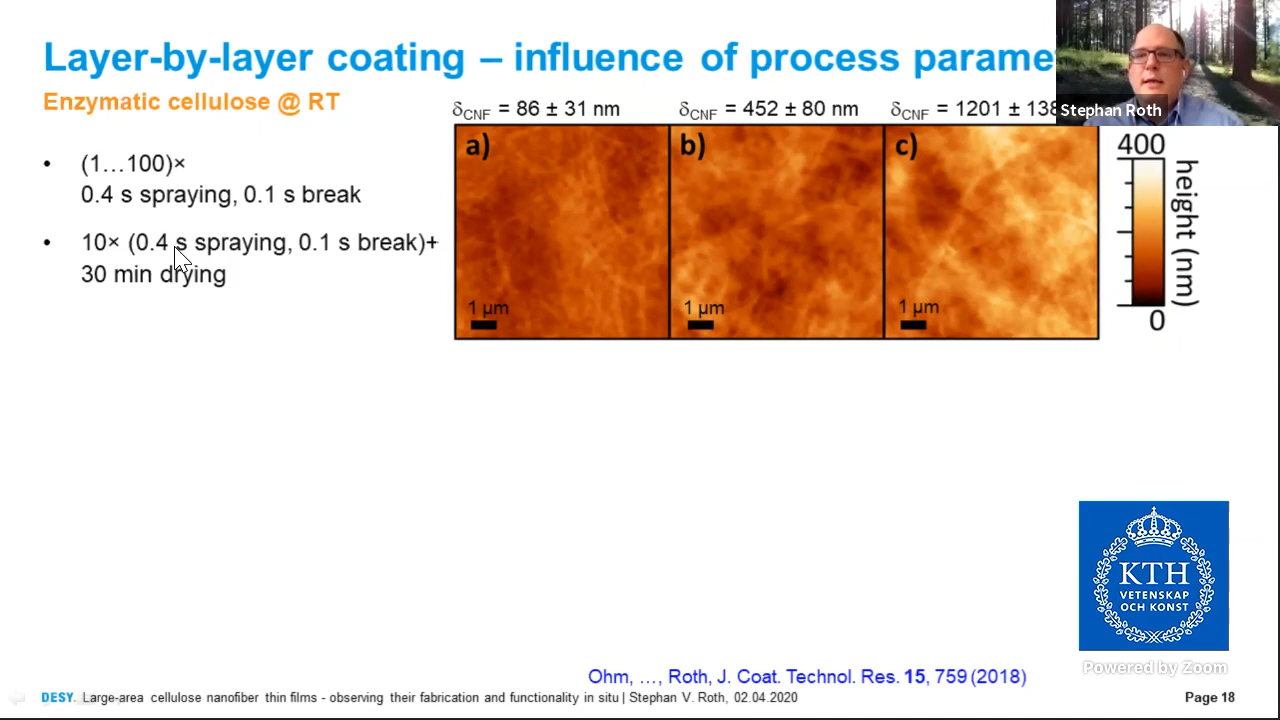 Layer-by-layer coating – influence of process parame
Stephan Roth
Enzymatic cellulose @ RT
δCNF = 86 ± 31 nm
δCNF = 452 ± 80 nm
δCNF = 1201 ± 138
• (1…100)×
0.4 s spraying, 0.1 s break
• 10× (0.4 s spraying, 0.1 s break)+
30 min drying
a)
b)
c)
1 µm
1 µm
1 µm
400
height (nm)
0
KTH
VETENSKAP
OCH KONST
Powered by Zoom
Ohm, …, Roth, J. Coat. Technol. Res. 15, 759 (2018)
DESY. Large-area cellulose nanofiber thin films - observing their fabrication and functionality in situ | Stephan V. Roth, 02.04.2020
Page 18